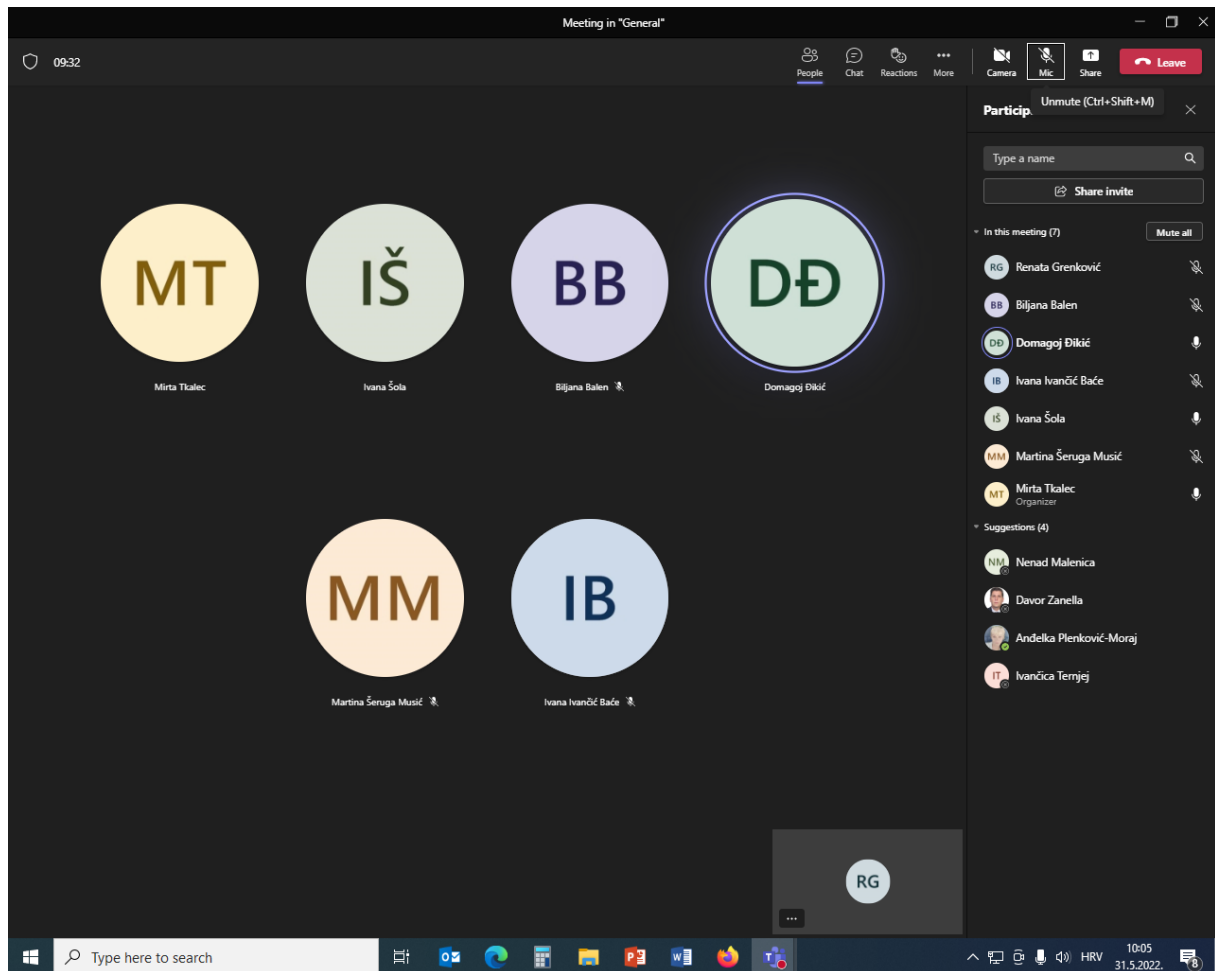 Meeting in "General"
09:32
People Chat Reactions More Camera Mic Share Leave
Unmute (Ctrl+Shift+M)
Particip
Type a name
Share invite
In this meeting (7) Mute all
RG Renata Grenković
BB Biljana Balen
DĐ Domagoj Đikić
IB Ivana Ivančić Baće
IŠ Ivana Šola
MM Martina Šeruga Musić
MT Mirta Tkalec
Organizer
Suggestions (4)
NM Nenad Malenica
Davor Zanella
Anđelka Plenković-Moraj
IT Ivančica Ternjej
MT IŠ BB DĐ
Mirta Tkalec Ivana Šola Biljana Balen Domagoj Đikić
MM IB
Martina Šeruga Musić Ivana Ivančić Baće
RG
...
Type here to search
HRV 10:05
31.5.2022. 8